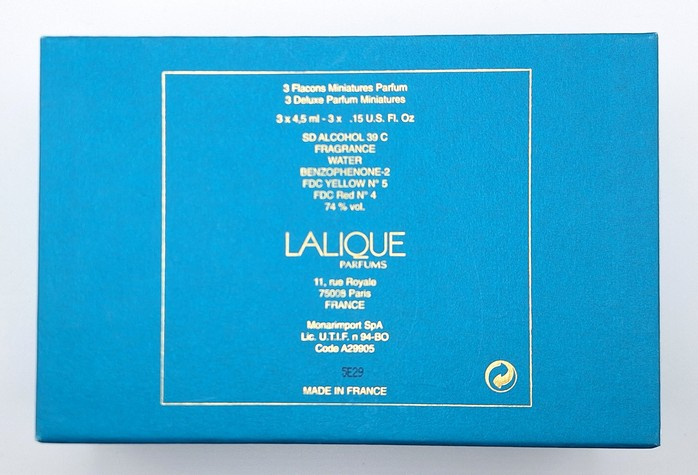 3 Flacons Miniatures Parfum
3 Deluxe Parfum Miniatures
3 x 4,5 ml - 3 x .15 U.S. Fl. Oz
SD ALCOHOL 39 C
FRAGRANCE
WATER
BENZOPHENONE-2
FDC YELLOW N° 5
FDC Red N° 4
74 % vol.
LALIQUE
PARFUMS
11, rue Royale
75008 Paris
FRANCE
Monarimport SpA
Lic. U.T.I.F. n 94-BO
Code A29905
5E29
MADE IN FRANCE